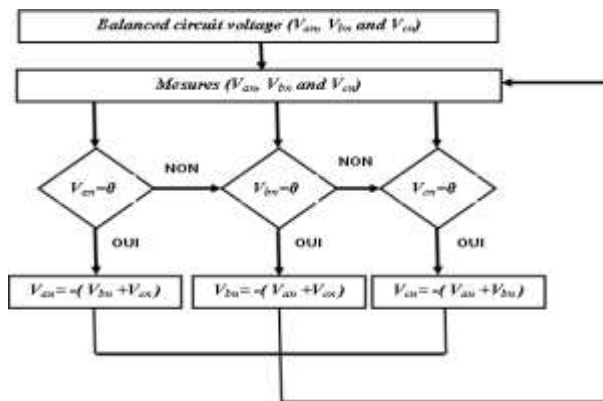 Balanced circuit voltage (Van, Vbn and Vcn)
Mesures (Van, Vbn and Vcn)
Van=0
NON
Vbn=0
NON
Vcn=0
OUI
OUI
OUI
Van= -( Vbn +Vcn)
Vbn= -( Van +Vcn)
Vcn= -( Van +Vbn)